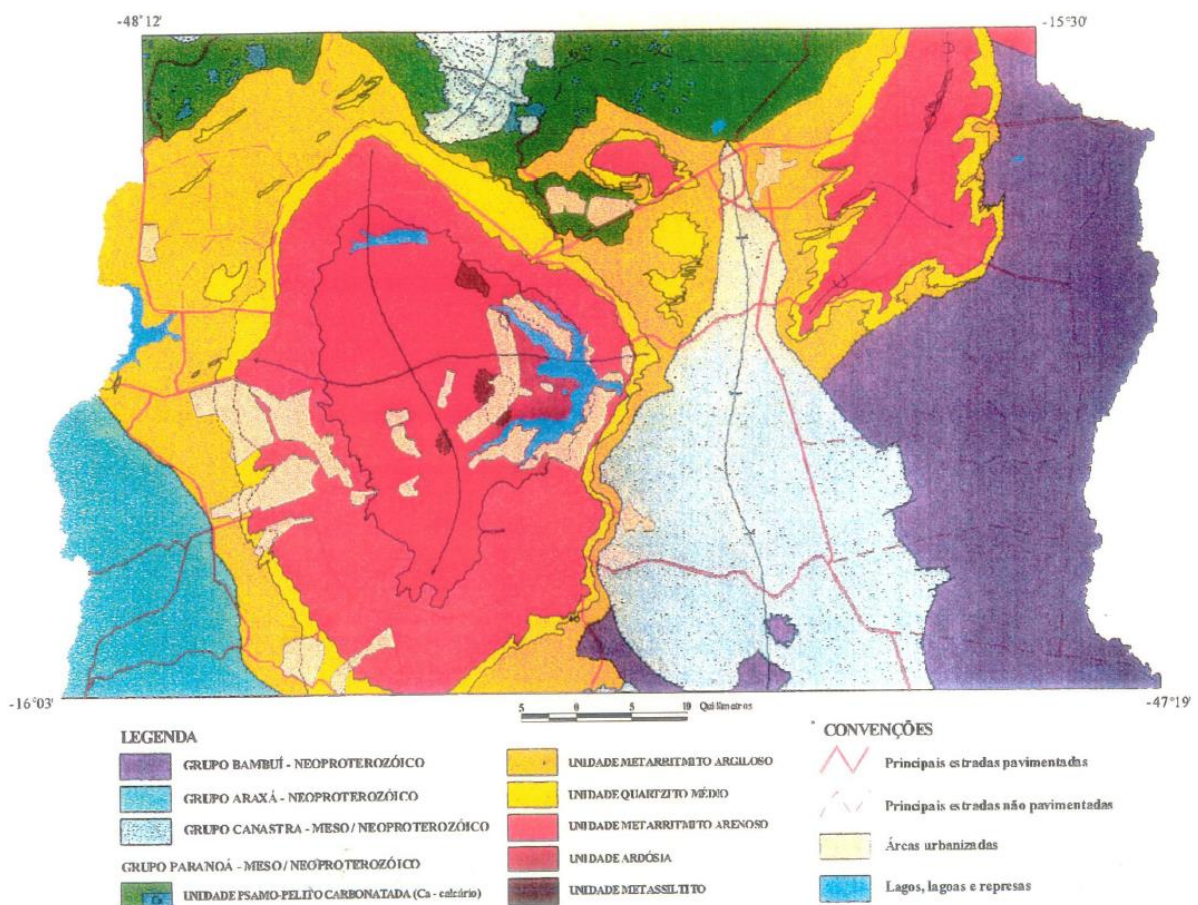 -48°12'
-15°30'
-16°03'
-47°19'
5 0 5 10 Quilômetros
LEGENDA
GRUPO BAMBUÍ - NEOPROTEROZÓICO
GRUPO ARAXÁ - NEOPROTEROZÓICO
GRUPO CANASTRA - MESO / NEOPROTEROZÓICO
GRUPO PARANOÁ - MESO / NEOPROTEROZÓICO
Ca
UNIDADE PSAMO-PELITO CARBONATADA (Ca - calcário)
UNIDADE METARRITMITO ARGILOSO
UNIDADE QUARTZITO MÉDIO
UNIDADE METARRITMITO ARENOSO
UNIDADE ARDÓSIA
UNIDADE METASSILTITO
CONVENÇÕES
Principais estradas pavimentadas
Principais estradas não pavimentadas
Áreas urbanizadas
Lagos, lagoas e represas